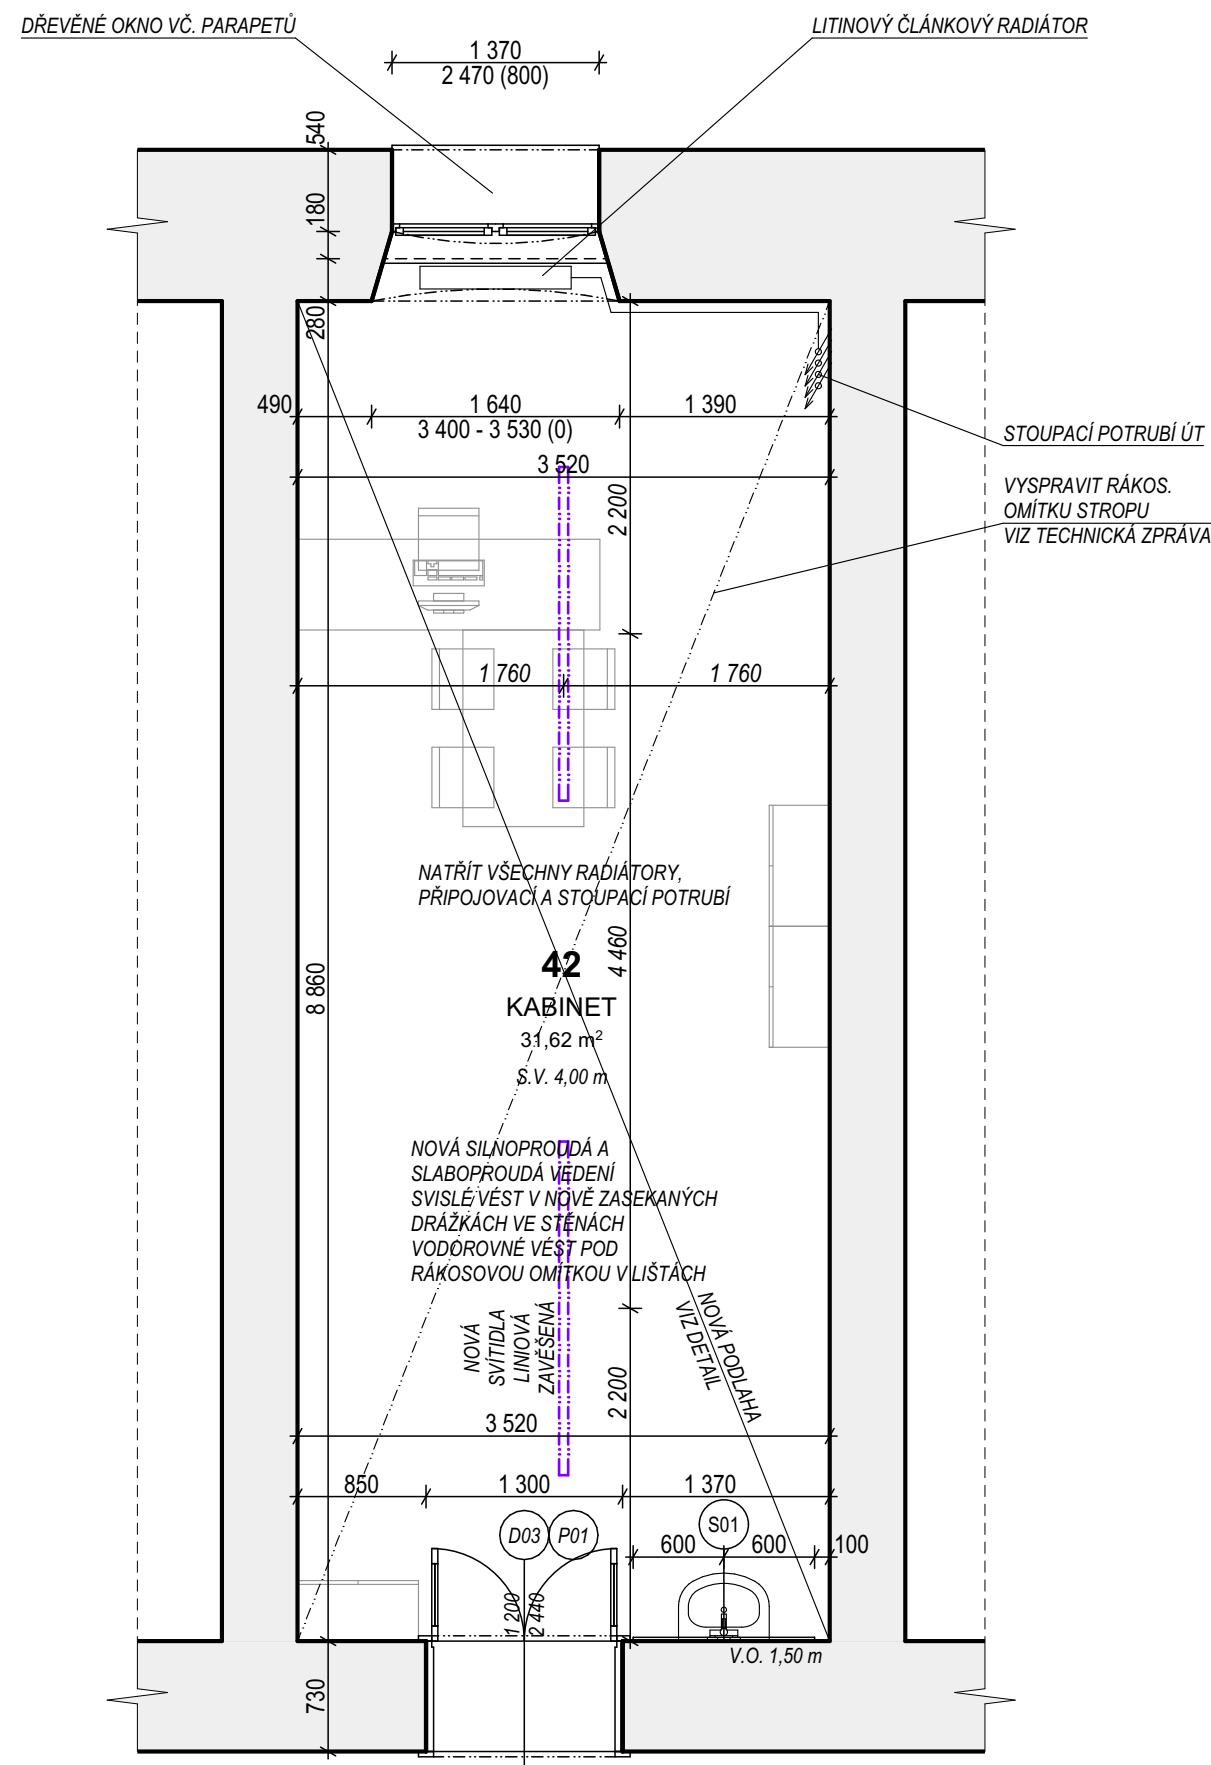 DŘEVĚNÉ OKNO VČ. PARAPETŮ
LITINOVÝ ČLÁNKOVÝ RADIÁTOR
1 370
2 470 (800)
540
180
280
490
1 640
1 390
3 400 - 3 530 (0)
STOUPACÍ POTRUBÍ ÚT
3 520
2 200
VYSPRAVIT RÁKOS.
OMÍTKU STROPU
VIZ TECHNICKÁ ZPRÁVA
1 760
1 760
NATŘÍT VŠECHNY RADIÁTORY,
PŘIPOJOVACÍ A STOUPACÍ POTRUBÍ
4 460
8 860
42
KABINET
31,62 m²
S.V. 4,00 m
NOVÁ SILNOPROUDÁ A
SLABOPROUDÁ VEDENÍ
SVISLÉ VÉST V NOVĚ ZASEKANÝCH
DRÁŽKÁCH VE STĚNÁCH
VODOROVNÉ VÉST POD
RÁKOSOVOU OMÍTKOU V LIŠTÁCH
NOVÁ
SVÍTIDLA
LINIOVÁ
ZAVĚŠENÁ
NOVÁ PODLAHA
VIZ DETAIL
2 200
3 520
850
1 300
1 370
D03
P01
S01
600
600
100
1 200
2 440
V.O. 1,50 m
730